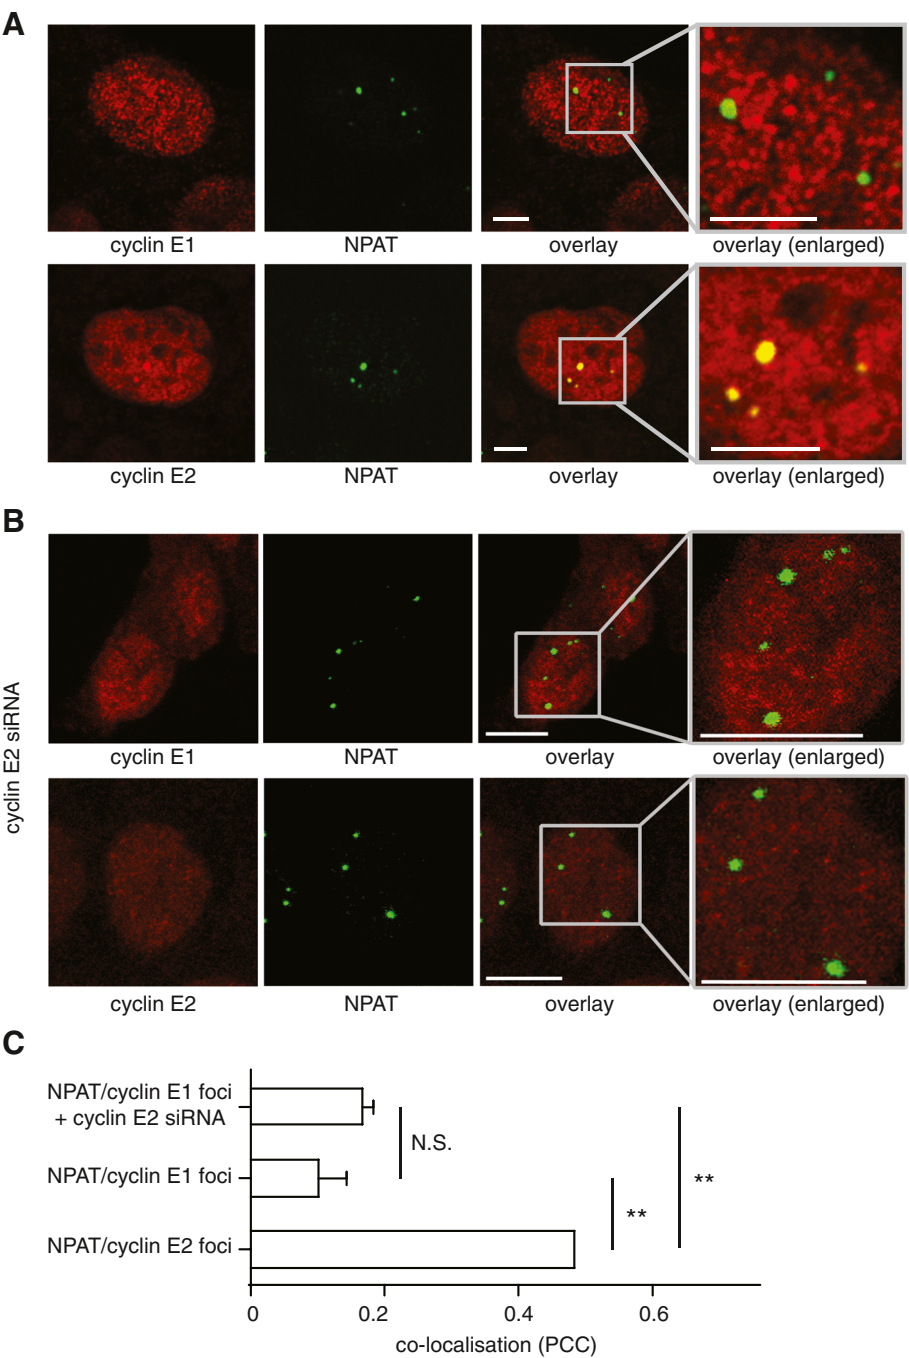 A
cyclin E1 NPAT overlay overlay (enlarged)
cyclin E2 NPAT overlay overlay (enlarged)
B
cyclin E2 siRNA
cyclin E1 NPAT overlay overlay (enlarged)
cyclin E2 NPAT overlay overlay (enlarged)
C
NPAT/cyclin E1 foci
+ cyclin E2 siRNA
N.S.
NPAT/cyclin E1 foci
**
**
NPAT/cyclin E2 foci
0 0.2 0.4 0.6
co-localisation (PCC)